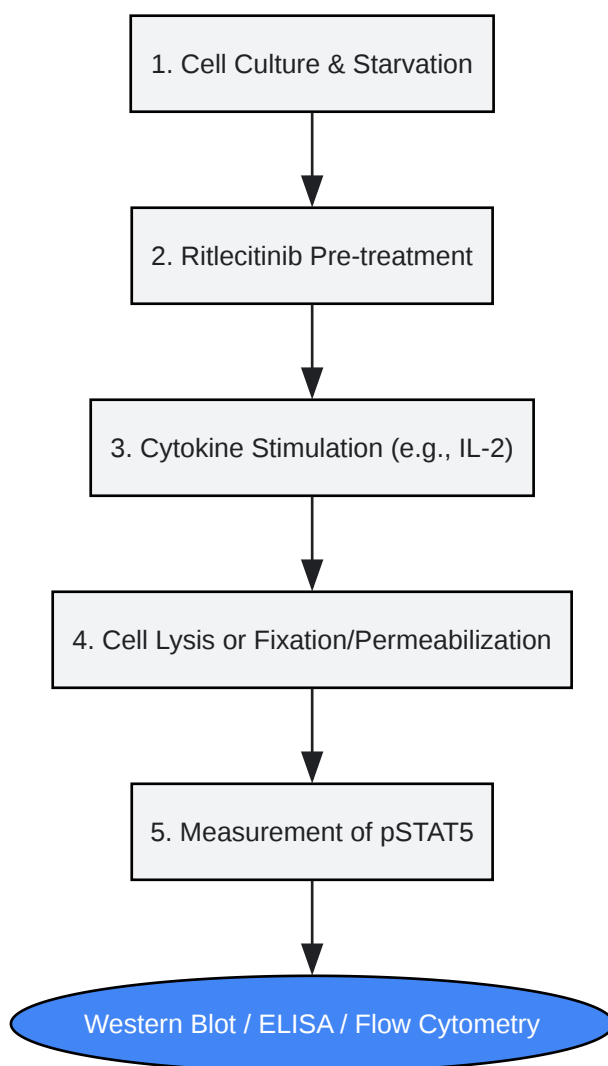 1. Cell Culture & Starvation
2. Ritlecitinib Pre-treatment
3. Cytokine Stimulation (e.g., IL-2)
4. Cell Lysis or Fixation/Permeabilization
5. Measurement of pSTAT5
Western Blot / ELISA / Flow Cytometry